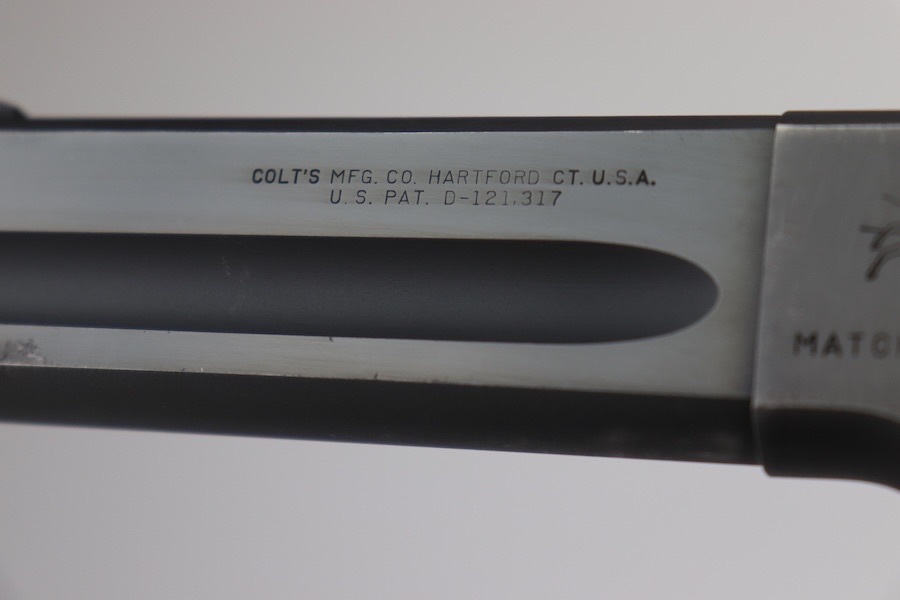 COLT'S MFG. CO. HARTFORD CT. U.S.A.
U.S. PAT. D-121,317